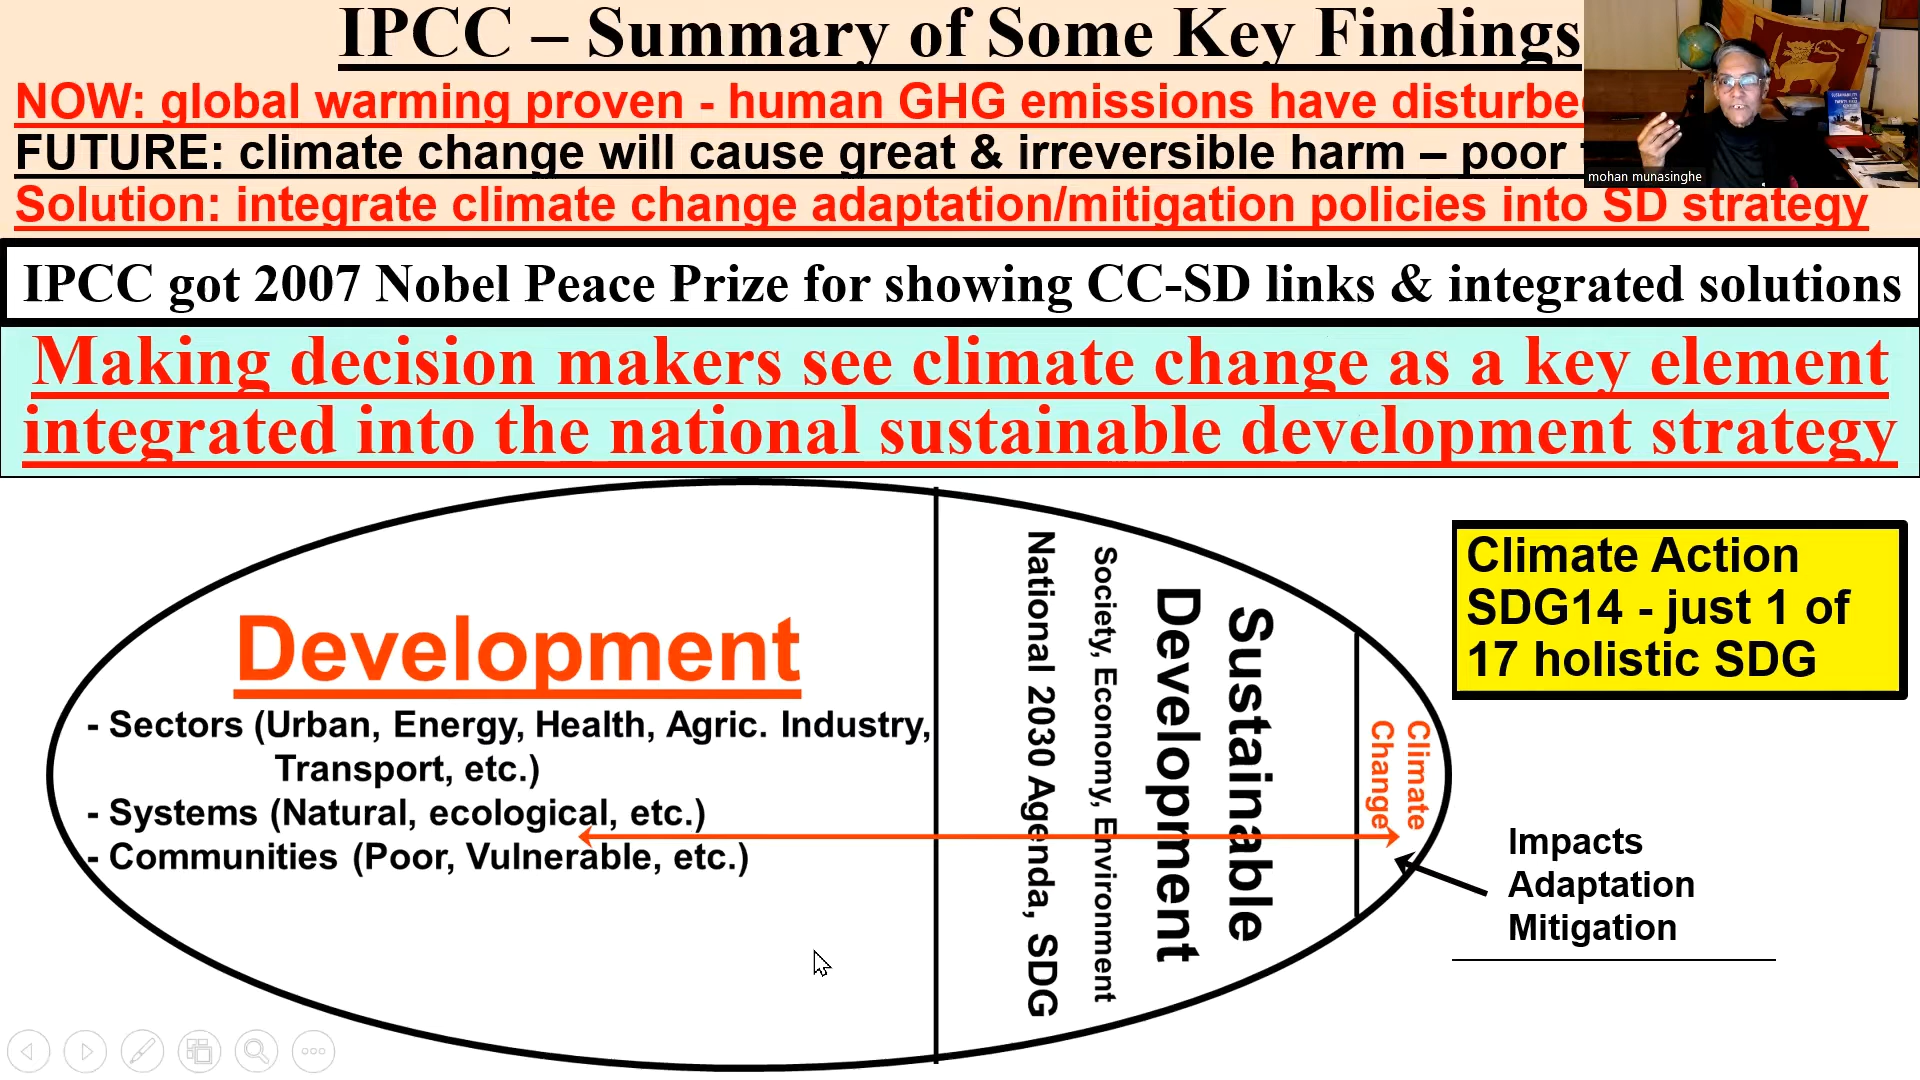 IPCC – Summary of Some Key Findings
NOW: global warming proven - human GHG emissions have disturbe
FUTURE: climate change will cause great & irreversible harm – poor
Solution: integrate climate change adaptation/mitigation policies into SD strategy
mohan munasinghe
IPCC got 2007 Nobel Peace Prize for showing CC-SD links & integrated solutions
Making decision makers see climate change as a key element
integrated into the national sustainable development strategy
Development
- Sectors (Urban, Energy, Health, Agric. Industry,
Transport, etc.)
- Systems (Natural, ecological, etc.)
- Communities (Poor, Vulnerable, etc.)
National 2030 Agenda, SDG
Society, Economy, Environment
Sustainable
Development
Climate
Change
Climate Action
SDG14 - just 1 of
17 holistic SDG
Impacts
Adaptation
Mitigation